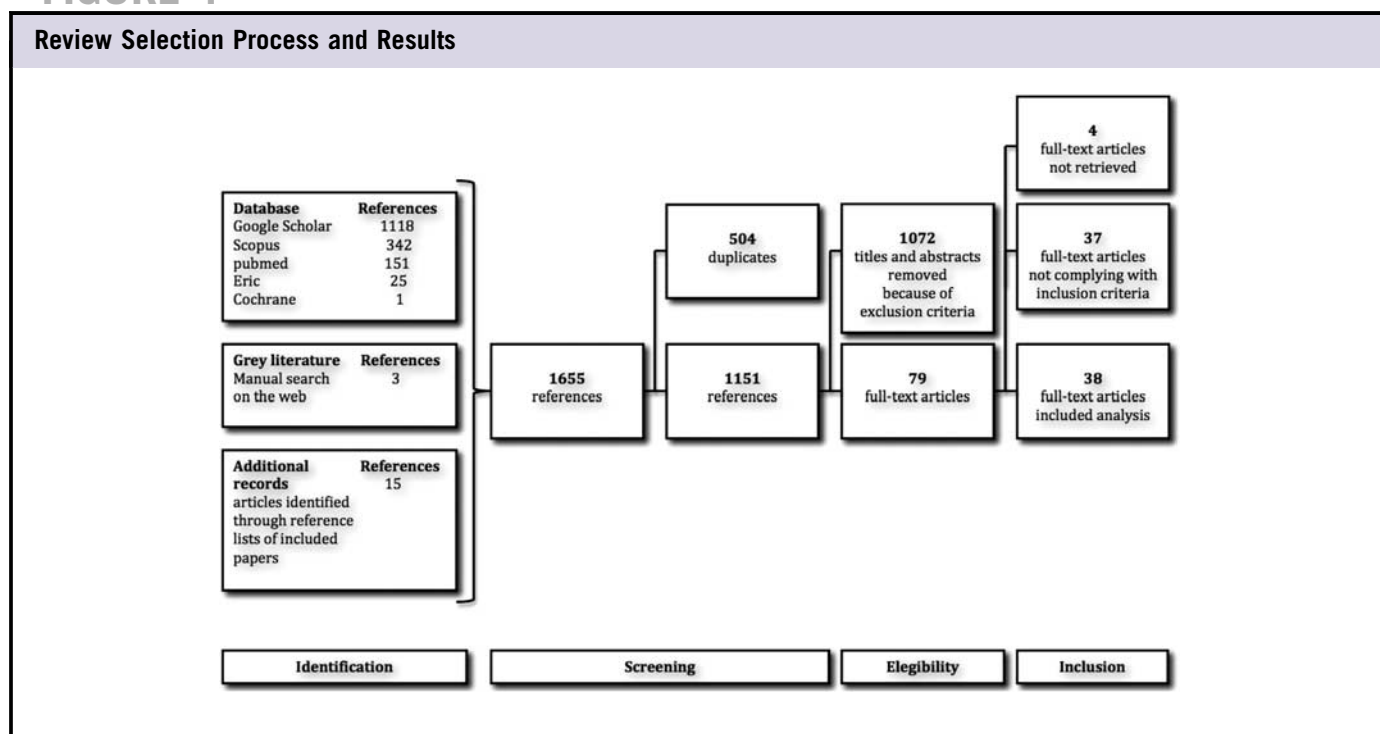 Review Selection Process and Results
Database References
Google Scholar 1118
Scopus 342
pubmed 151
Eric 25
Cochrane 1
Grey literature References
Manual search 3
on the web
Additional References
records 15
articles identified
through reference
lists of included
papers
1655
references
504
duplicates
1151
references
1072
titles and abstracts
removed
because of
exclusion criteria
79
full-text articles
4
full-text articles
not retrieved
37
full-text articles
not complying with
inclusion criteria
38
full-text articles
included analysis
Identification
Screening
Elegibility
Inclusion